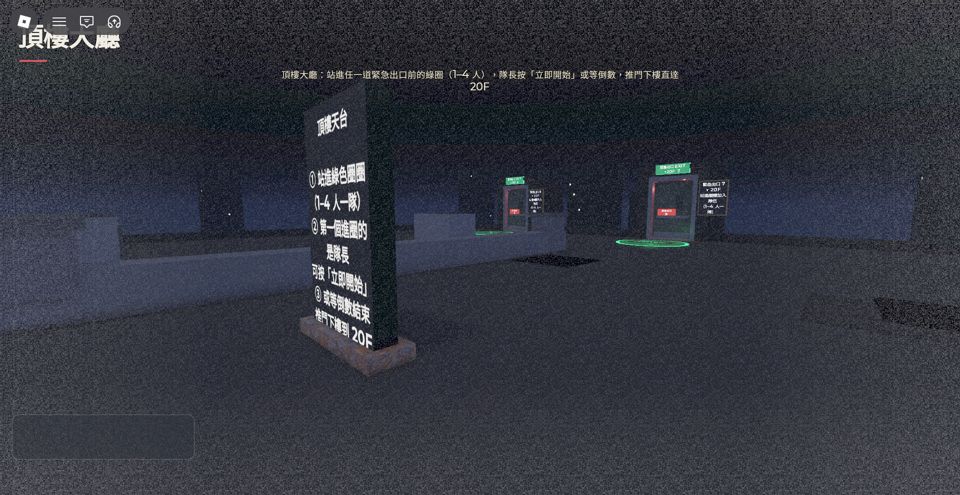 頂樓大廳
頂樓大廳：站進任一道緊急出口前的綠圈（1–4 人），隊長按「立即開始」或等倒數，推門下樓直達
20F
頂樓天台
① 站進綠色圈圈
（1–4 人一隊）
② 第一個進圈的
是隊長
可按「立即開始」
③ 或等倒數結束
推門下樓到 20F